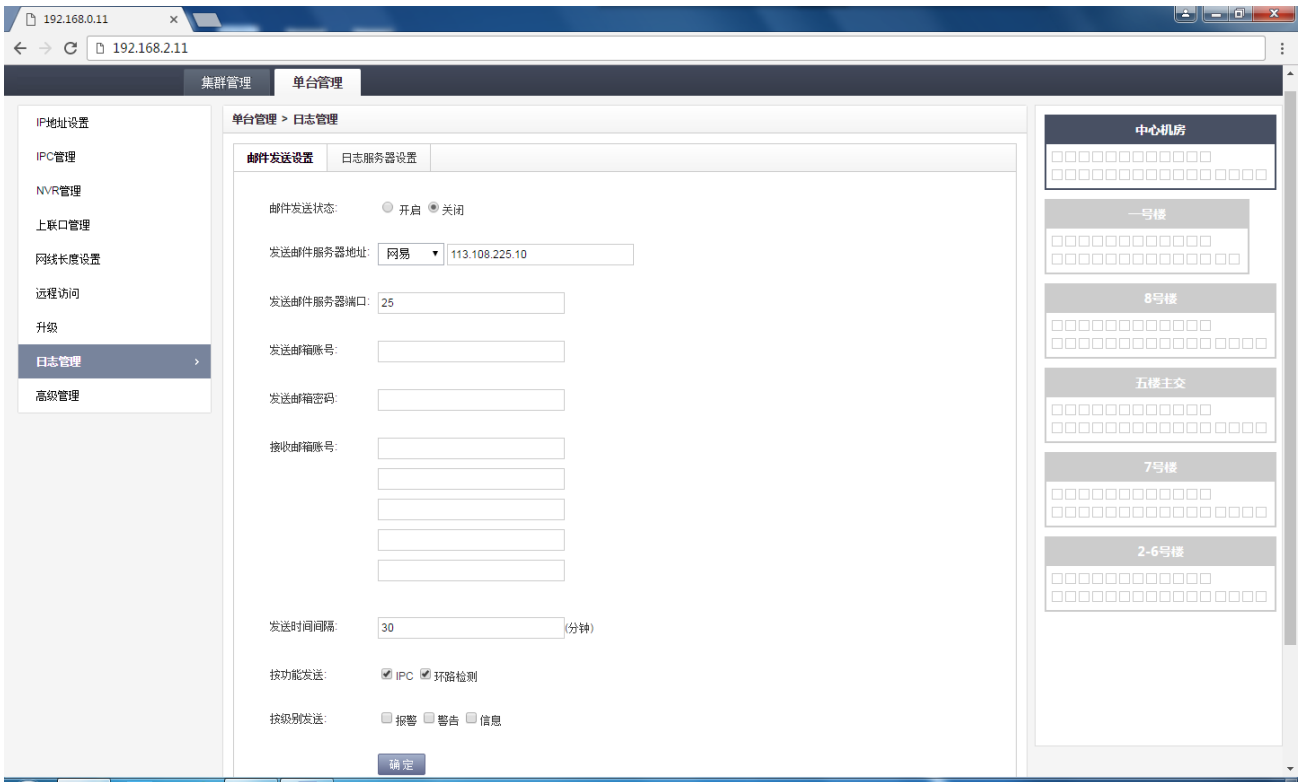 192.168.0.11
192.168.2.11
集群管理 单台管理
IP地址设置
IPC管理
NVR管理
上联口管理
网线长度设置
远程访问
升级
日志管理
高级管理
单台管理 > 日志管理
邮件发送设置 日志服务器设置
邮件发送状态: 开启 关闭
发送邮件服务器地址: 网易 113.108.225.10
发送邮件服务器端口: 25
发送邮箱账号:
发送邮箱密码:
接收邮箱账号:
发送时间间隔: 30 (分钟)
按功能发送: IPC 环路检测
按级别发送: 报警 警告 信息
确定
中心机房
一号楼
8号楼
五楼主交
7号楼
2-6号楼